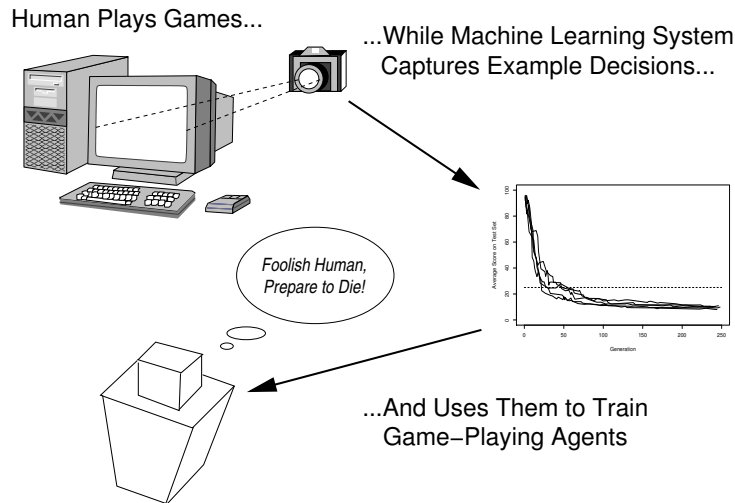 Human Plays Games...
...While Machine Learning System
Captures Example Decisions...
Average Score on Test Set
100
80
60
40
20
0
0 50 100 150 200 250
Generation
Foolish Human,
Prepare to Die!
...And Uses Them to Train
Game−Playing Agents